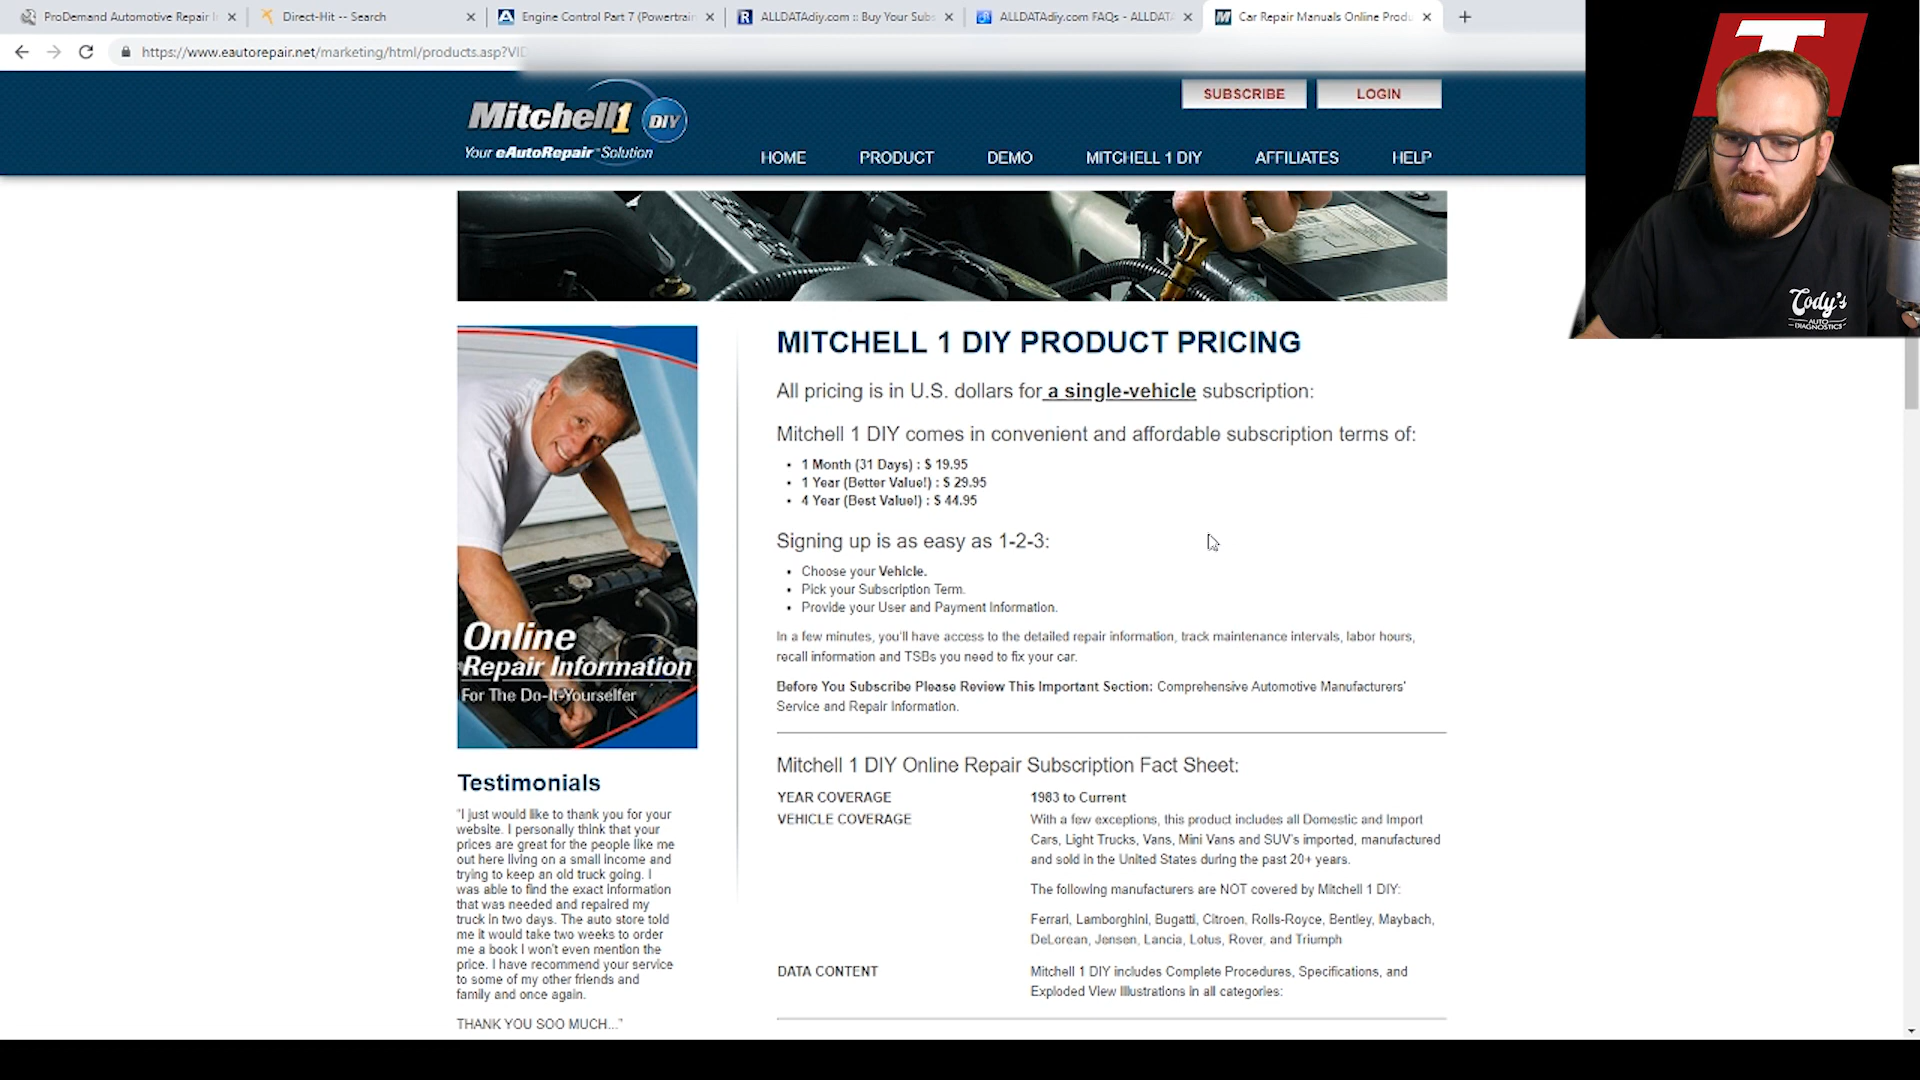 ProDemand Automotive Repair I
Direct-Hit -- Search
Engine Control Part 7 (Powertrain
ALLDATAdiy.com :: Buy Your Subs
ALLDATAdiy.com FAQs - ALLDATA
Car Repair Manuals Online Produ
https://www.eautorepair.net/marketing/html/products.asp?VID
Mitchell1 DIY
Your eAutoRepair™ Solution
SUBSCRIBE
LOGIN
HOME
PRODUCT
DEMO
MITCHELL 1 DIY
AFFILIATES
HELP
T
Cody's
AUTO
DIAGNOSTICS
Online
Repair Information
For The Do-It-Yourselfer
Testimonials
"I just would like to thank you for your
website. I personally think that your
prices are great for the people like me
out here living on a small income and
trying to keep an old truck going. I
was able to find the exact information
that was needed and repaired my
truck in two days. The auto store told
me it would take two weeks to order
me a book I won't even mention the
price. I have recommend your service
to some of my other friends and
family and once again.
THANK YOU SOO MUCH..."
MITCHELL 1 DIY PRODUCT PRICING
All pricing is in U.S. dollars for a single-vehicle subscription:
Mitchell 1 DIY comes in convenient and affordable subscription terms of:
• 1 Month (31 Days) : $ 19.95
• 1 Year (Better Value!) : $ 29.95
• 4 Year (Best Value!) : $ 44.95
Signing up is as easy as 1-2-3:
• Choose your Vehicle.
• Pick your Subscription Term.
• Provide your User and Payment Information.
In a few minutes, you'll have access to the detailed repair information, track maintenance intervals, labor hours,
recall information and TSBs you need to fix your car.
Before You Subscribe Please Review This Important Section: Comprehensive Automotive Manufacturers'
Service and Repair Information.
Mitchell 1 DIY Online Repair Subscription Fact Sheet:
YEAR COVERAGE 1983 to Current
VEHICLE COVERAGE With a few exceptions, this product includes all Domestic and Import
Cars, Light Trucks, Vans, Mini Vans and SUV's imported, manufactured
and sold in the United States during the past 20+ years.
The following manufacturers are NOT covered by Mitchell 1 DIY:
Ferrari, Lamborghini, Bugatti, Citroen, Rolls-Royce, Bentley, Maybach,
DeLorean, Jensen, Lancia, Lotus, Rover, and Triumph
DATA CONTENT Mitchell 1 DIY includes Complete Procedures, Specifications, and
Exploded View Illustrations in all categories: